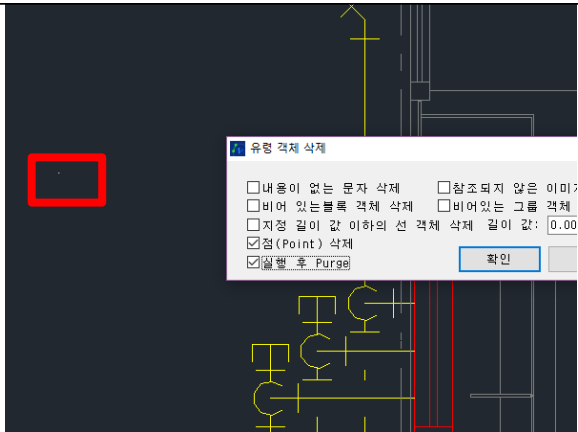 유령 객체 삭제
내용이 없는 문자 삭제 참조되지 않은 이미지
비어 있는블록 객체 삭제 비어있는 그룹 객체
지정 길이 값 이하의 선 객체 삭제 길이 값: 0.00
점(Point) 삭제
실행 후 Purge 확인